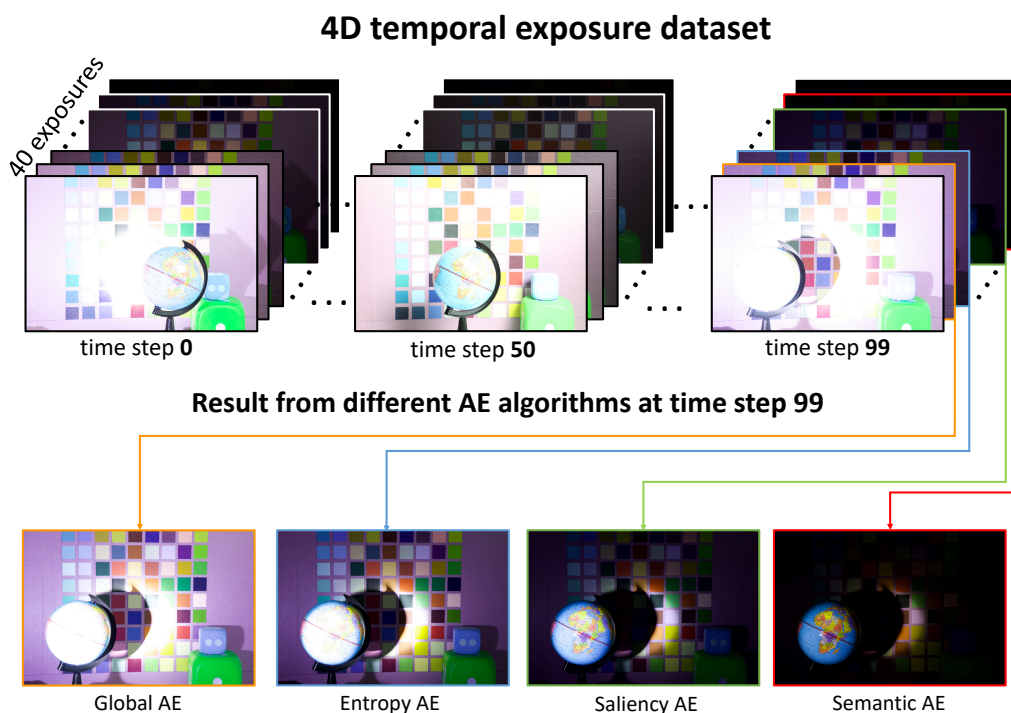 4D temporal exposure dataset
40 exposures
time step 0
time step 50
time step 99
Result from different AE algorithms at time step 99
Global AE
Entropy AE
Saliency AE
Semantic AE